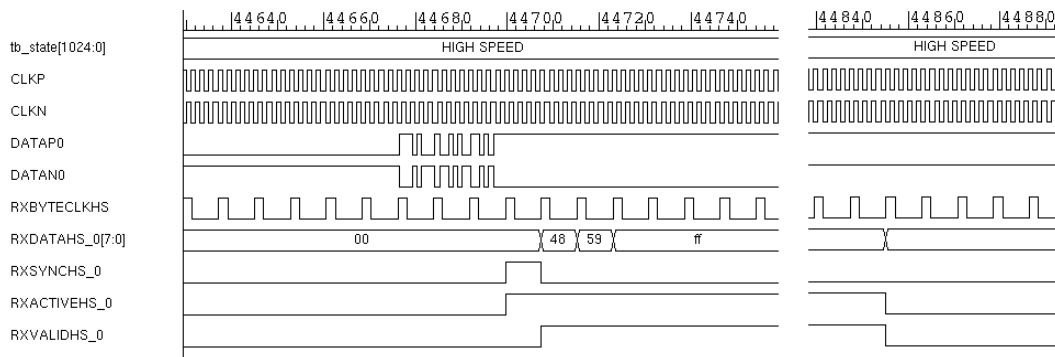 44640 44660 44680 44700 44720 44740 44840 44860 44880
tb_state[1024:0] HIGH SPEED HIGH SPEED
CLKP
CLKN
DATAP0
DATAN0
RXBYTECLKHS
RXDATAHS_0[7:0] 00 48 59 ff
RXSYNCHS_0
RXACTIVEHS_0
RXVALIDHS_0